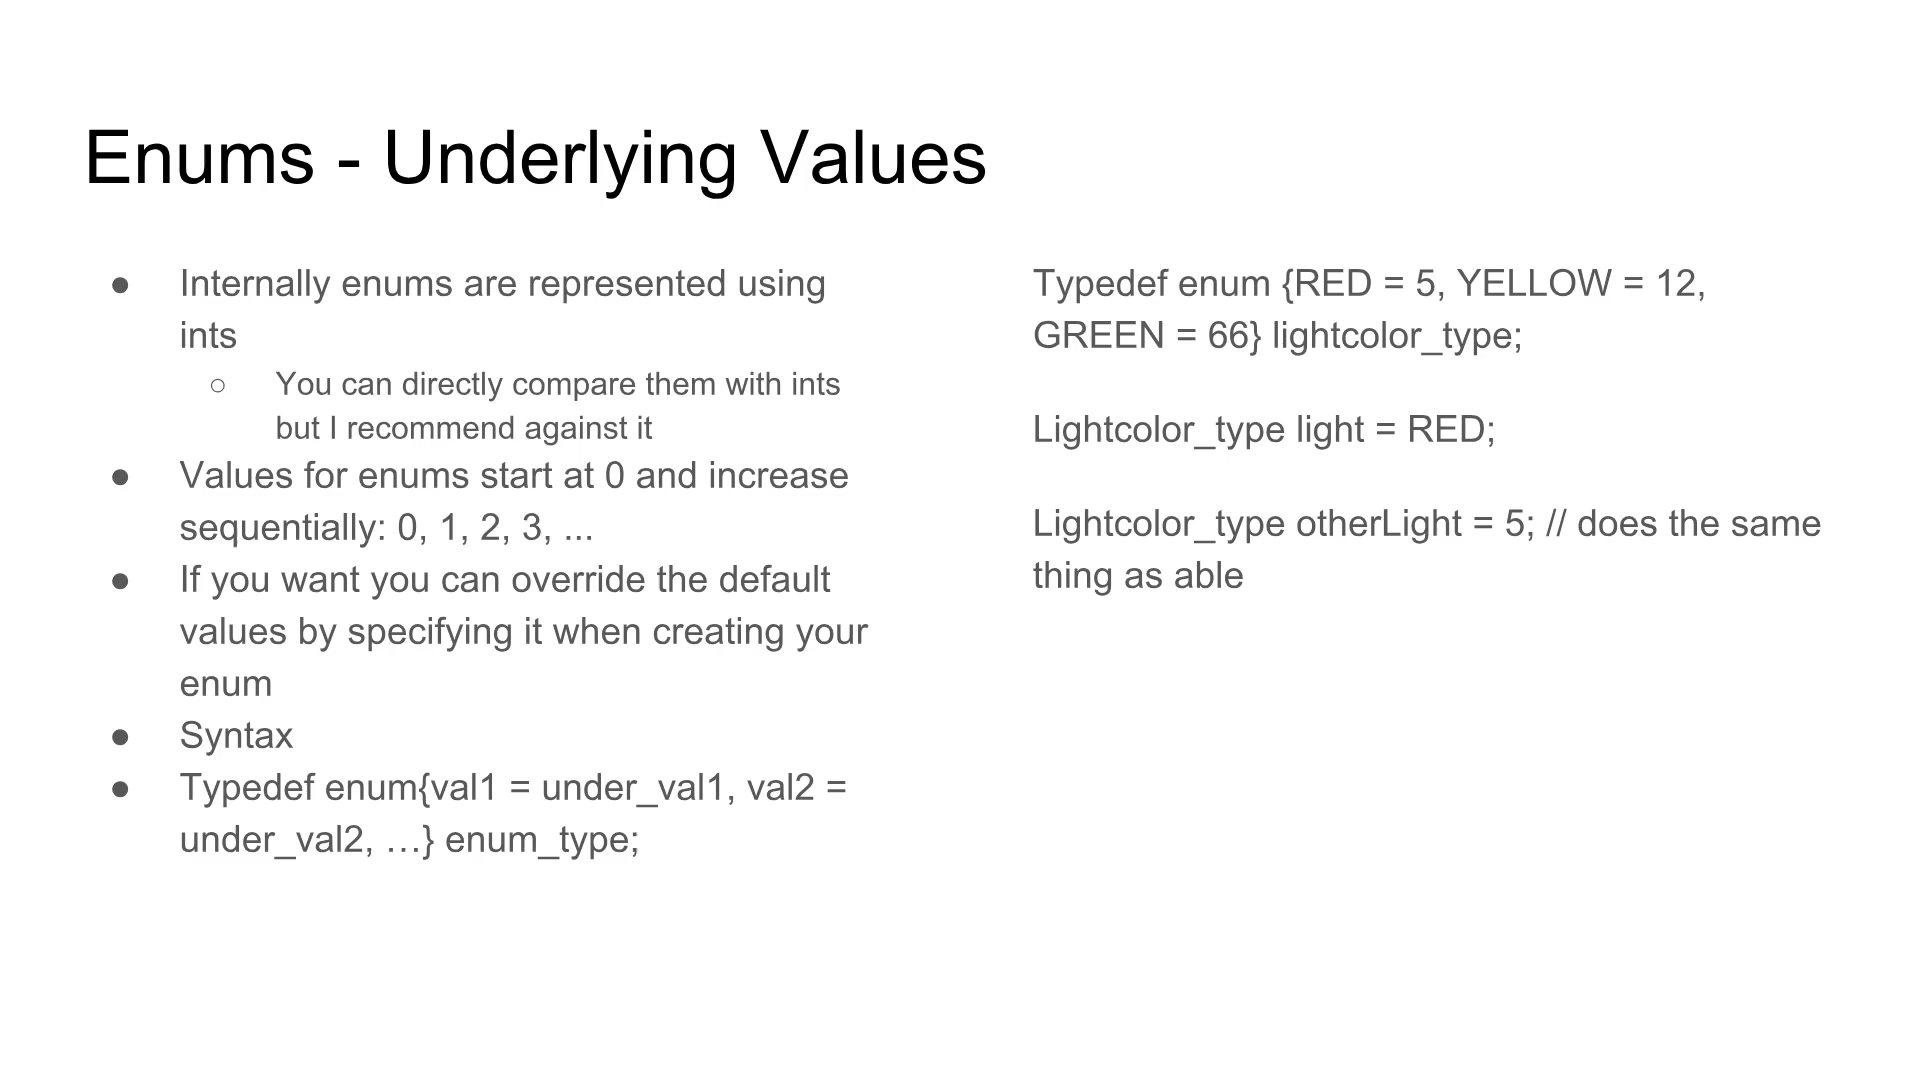 Enums - Underlying Values
● Internally enums are represented using
ints
○ You can directly compare them with ints
but I recommend against it
● Values for enums start at 0 and increase
sequentially: 0, 1, 2, 3, ...
● If you want you can override the default
values by specifying it when creating your
enum
● Syntax
● Typedef enum{val1 = under_val1, val2 =
under_val2, …} enum_type;
Typedef enum {RED = 5, YELLOW = 12,
GREEN = 66} lightcolor_type;
Lightcolor_type light = RED;
Lightcolor_type otherLight = 5; // does the same
thing as able